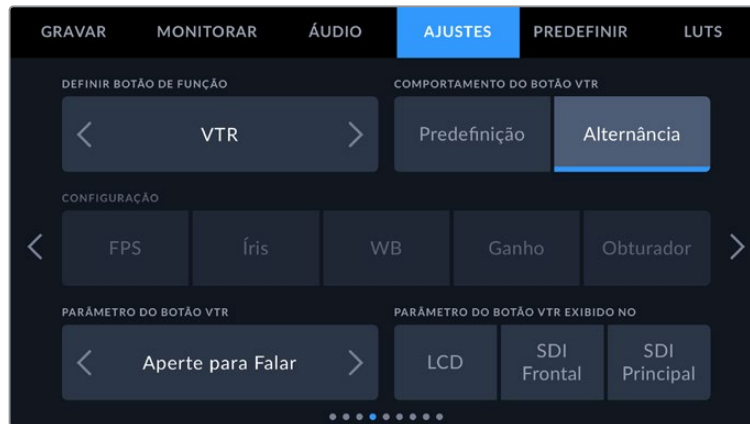 GRAVAR MONITORAR ÁUDIO AJUSTES PREDEFINIR LUTS
DEFINIR BOTÃO DE FUNÇÃO COMPORTAMENTO DO BOTÃO VTR
VTR Predefinição Alternância
CONFIGURAÇÃO
FPS Íris WB Ganho Obturador
PARÂMETRO DO BOTÃO VTR PARÂMETRO DO BOTÃO VTR EXIBIDO NO
Aperte para Falar LCD SDI Frontal SDI Principal